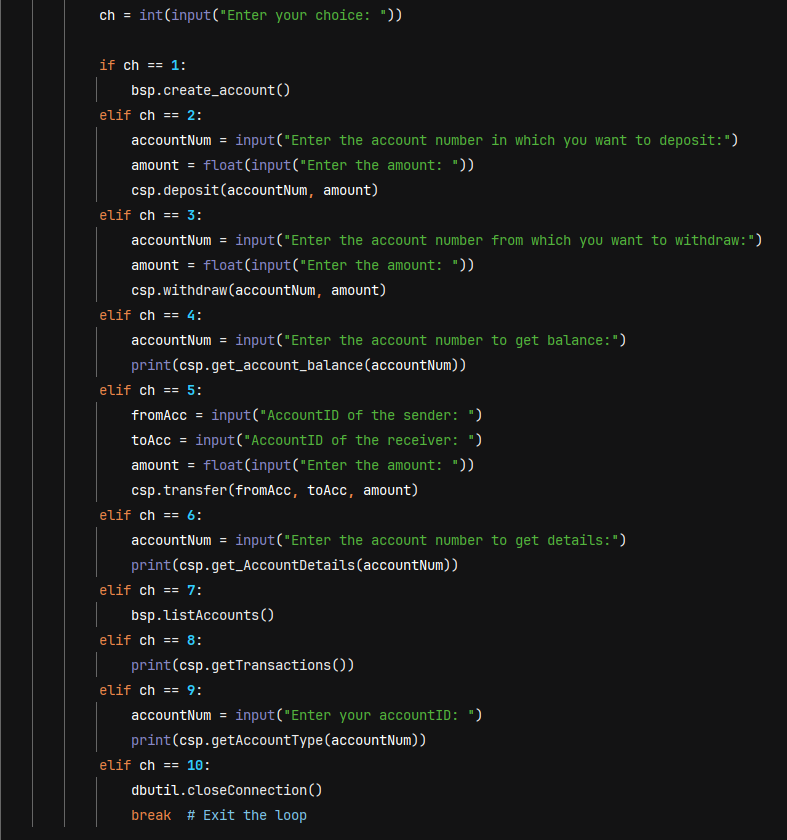 ch = int(input("Enter your choice: "))
if ch == 1:
bsp.create_account()
elif ch == 2:
accountNum = input("Enter the account number in which you want to deposit:")
amount = float(input("Enter the amount: "))
csp.deposit(accountNum, amount)
elif ch == 3:
accountNum = input("Enter the account number from which you want to withdraw:")
amount = float(input("Enter the amount: "))
csp.withdraw(accountNum, amount)
elif ch == 4:
accountNum = input("Enter the account number to get balance:")
print(csp.get_account_balance(accountNum))
elif ch == 5:
fromAcc = input("AccountID of the sender: ")
toAcc = input("AccountID of the receiver: ")
amount = float(input("Enter the amount: "))
csp.transfer(fromAcc, toAcc, amount)
elif ch == 6:
accountNum = input("Enter the account number to get details:")
print(csp.get_AccountDetails(accountNum))
elif ch == 7:
bsp.listAccounts()
elif ch == 8:
print(csp.getTransactions())
elif ch == 9:
accountNum = input("Enter your accountID: ")
print(csp.getAccountType(accountNum))
elif ch == 10:
dbutil.closeConnection()
break  # Exit the loop